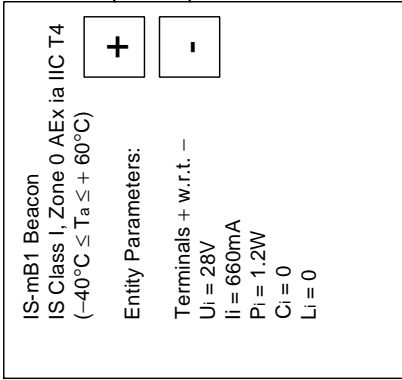 IS-mB1 Beacon
IS Class I, Zone 0 AEx ia IIC T4
(−40°C ≤ Ta ≤ + 60°C)
+
-
Entity Parameters:
Terminals + w.r.t. −
Ui = 28V
Ii = 660mA
Pi = 1.2W
Ci = 0
Li = 0